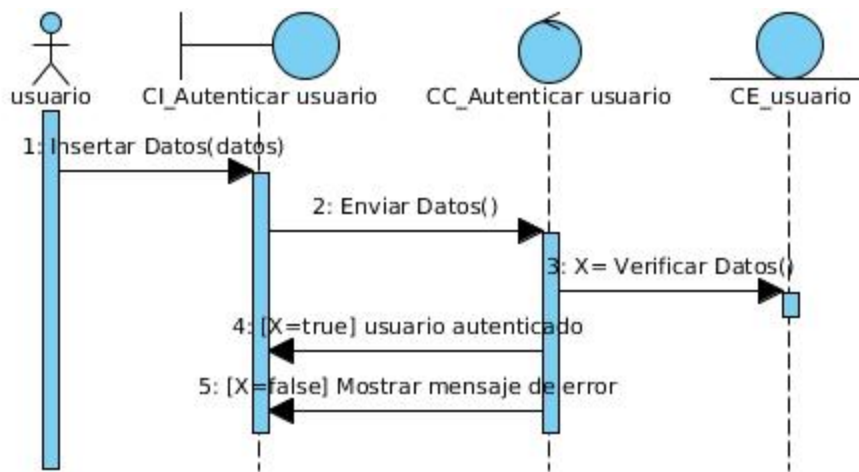 usuario
CI_Autenticar usuario
CC_Autenticar usuario
CE_usuario
1: Insertar Datos(datos)
2: Enviar Datos()
3: X= Verificar Datos()
4: [X=true] usuario autenticado
5: [X=false] Mostrar mensaje de error